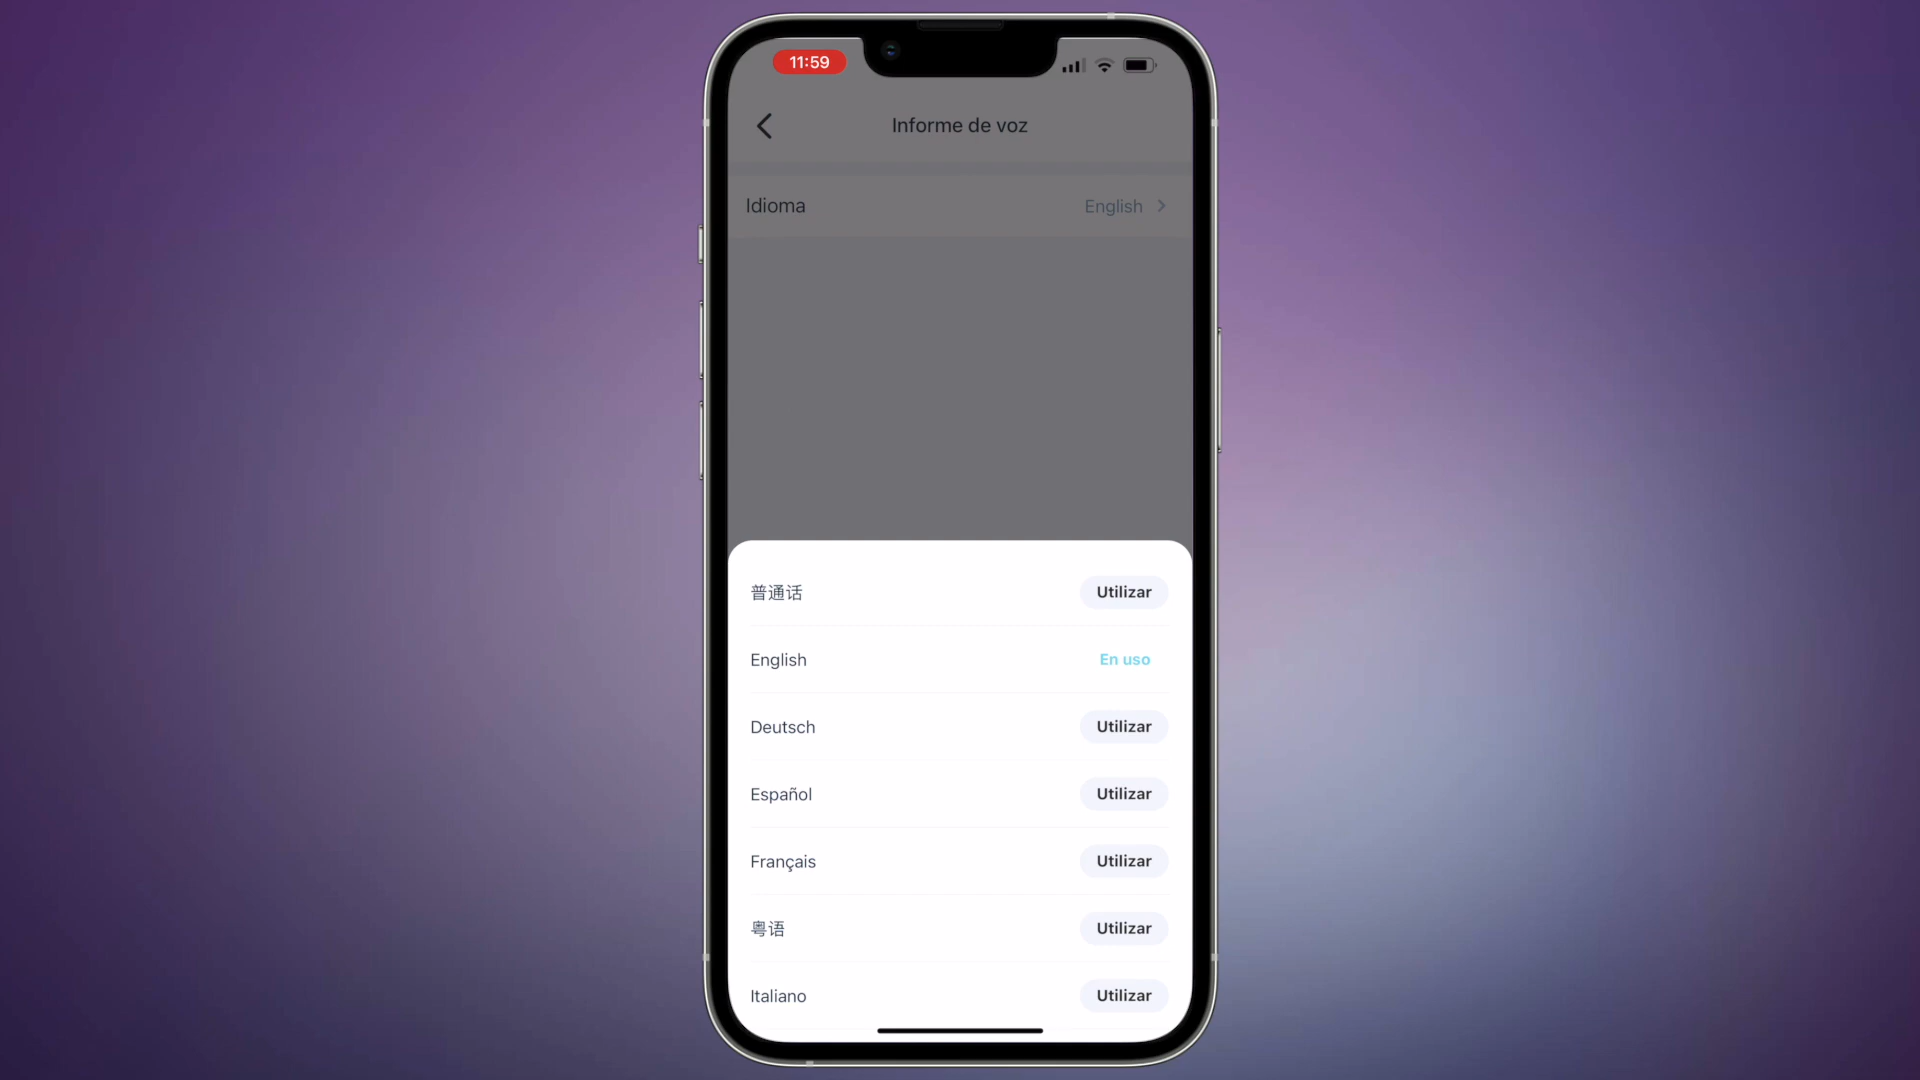 11:59
Informe de voz
Idioma English
普通话 Utilizar
English En uso
Deutsch Utilizar
Español Utilizar
Français Utilizar
粤语 Utilizar
Italiano Utilizar